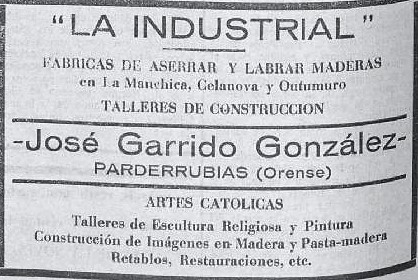 "LA INDUSTRIAL"
FABRICAS DE ASERRAR Y LABRAR MADERAS
en La Manchica, Celanova y Outumuro
TALLERES DE CONSTRUCCION
-José Garrido González-
PARDERRUBIAS (Orense)
ARTES CATOLICAS
Talleres de Escultura Religiosa y Pintura
Construcción de Imágenes en Madera y Pasta-madera
Retablos, Restauraciones, etc.